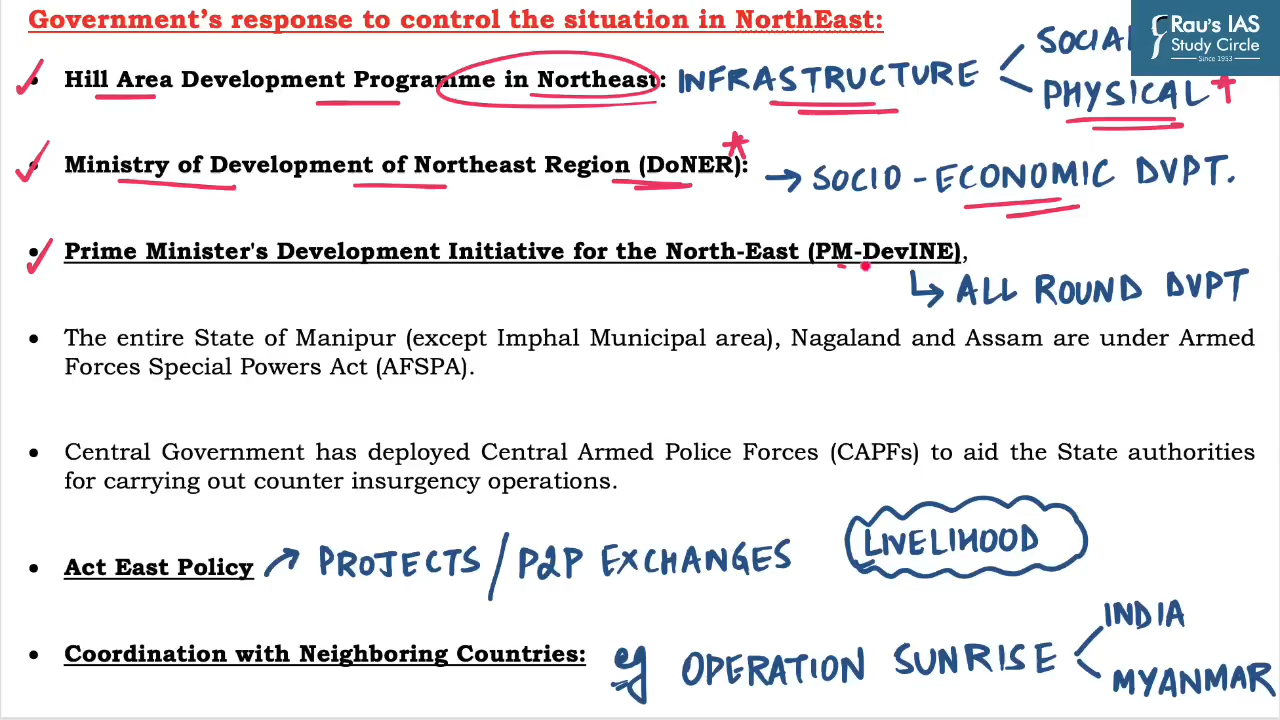 Government's response to control the situation in NorthEast:
Rau's IAS
Study Circle
Since 1953
• Hill Area Development Programme in Northeast: INFRASTRUCTURE
SOCIAL
PHYSICAL *
• Ministry of Development of Northeast Region (DoNER): * → SOCIO - ECONOMIC DVPT.
• Prime Minister's Development Initiative for the North-East (PM-DevINE),
↳ ALL ROUND DVPT
• The entire State of Manipur (except Imphal Municipal area), Nagaland and Assam are under Armed
Forces Special Powers Act (AFSPA).
• Central Government has deployed Central Armed Police Forces (CAPFs) to aid the State authorities
for carrying out counter insurgency operations.
LIVELIHOOD
• Act East Policy → PROJECTS / P2P EXCHANGES
• Coordination with Neighboring Countries: eg OPERATION SUNRISE
INDIA
MYANMAR